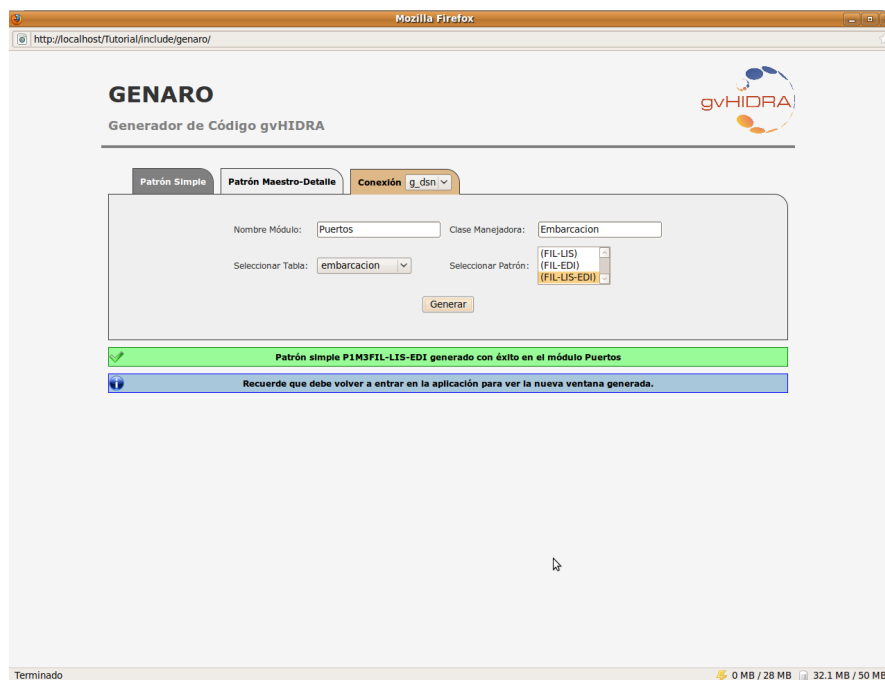 Mozilla Firefox
http://localhost/Tutorial/include/genaro/
GENARO
Generador de Código gvHIDRA
gvHIDRA
Patrón Simple Patrón Maestro-Detalle Conexión g_dsn
Nombre Módulo: Puertos Clase Manejadora: Embarcacion
Seleccionar Tabla: embarcacion Seleccionar Patrón: (FIL-LIS)
(FIL-EDI)
(FIL-LIS-EDI)
Generar
Patrón simple P1M3FIL-LIS-EDI generado con éxito en el módulo Puertos
Recuerde que debe volver a entrar en la aplicación para ver la nueva ventana generada.
Terminado 0 MB / 28 MB 32.1 MB / 50 MB